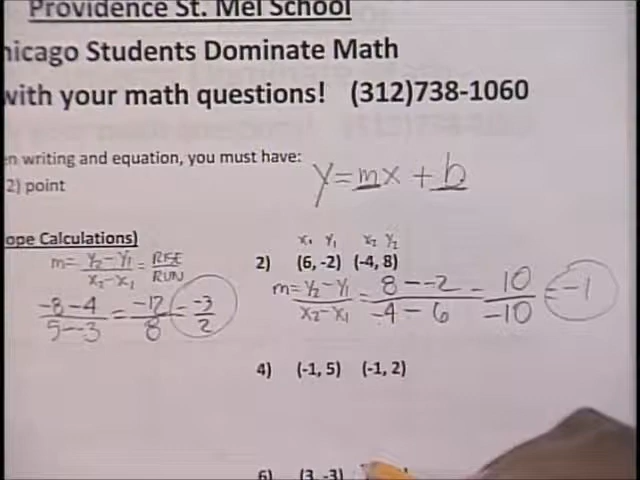 Providence St. Mel School
hicago Students Dominate Math
with your math questions! (312)738-1060
en writing and equation, you must have:
2) point
y = mx + b
ope Calculations)
m = y₂ - y₁ / x₂ - x₁ = RISE / RUN
-8 - 4 / 5 - -3 = -12 / 8 = -3 / 2
x₁ y₁ x₂ y₂
2) (6, -2) (-4, 8)
m = y₂ - y₁ / x₂ - x₁ = 8 - -2 / -4 - 6 = 10 / -10 = -1
4) (-1, 5) (-1, 2)
6) (3, -3)